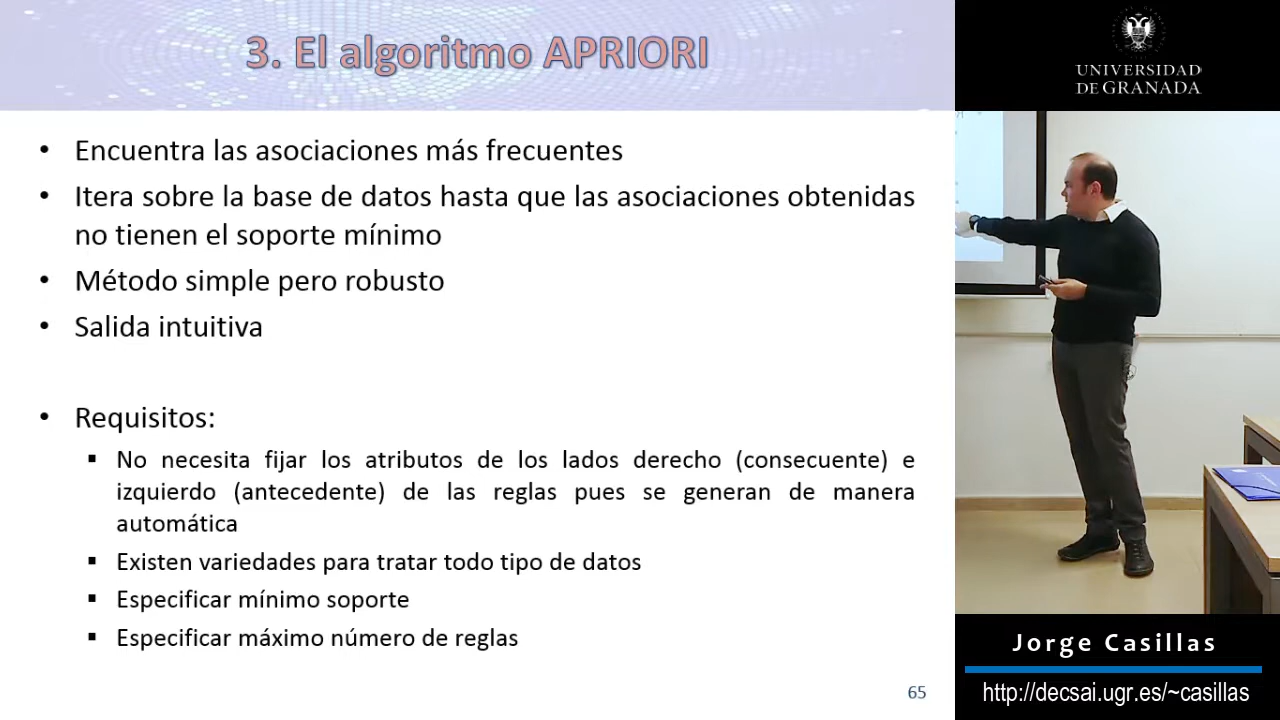 3. El algoritmo APRIORI
• Encuentra las asociaciones más frecuentes
• Itera sobre la base de datos hasta que las asociaciones obtenidas
no tienen el soporte mínimo
• Método simple pero robusto
• Salida intuitiva
• Requisitos:
▪ No necesita fijar los atributos de los lados derecho (consecuente) e
izquierdo (antecedente) de las reglas pues se generan de manera
automática
▪ Existen variedades para tratar todo tipo de datos
▪ Especificar mínimo soporte
▪ Especificar máximo número de reglas
65
UNIVERSIDAD
DE GRANADA
Jorge Casillas
http://decsai.ugr.es/~casillas